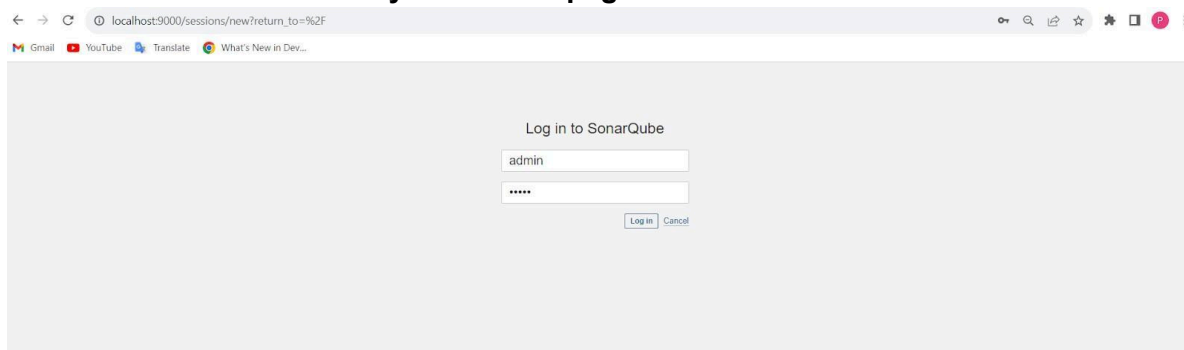 localhost:9000/sessions/new?return_to=%2F
P
Gmail YouTube Translate What's New in Dev...
Log in to SonarQube
admin
•••••
Log in Cancel